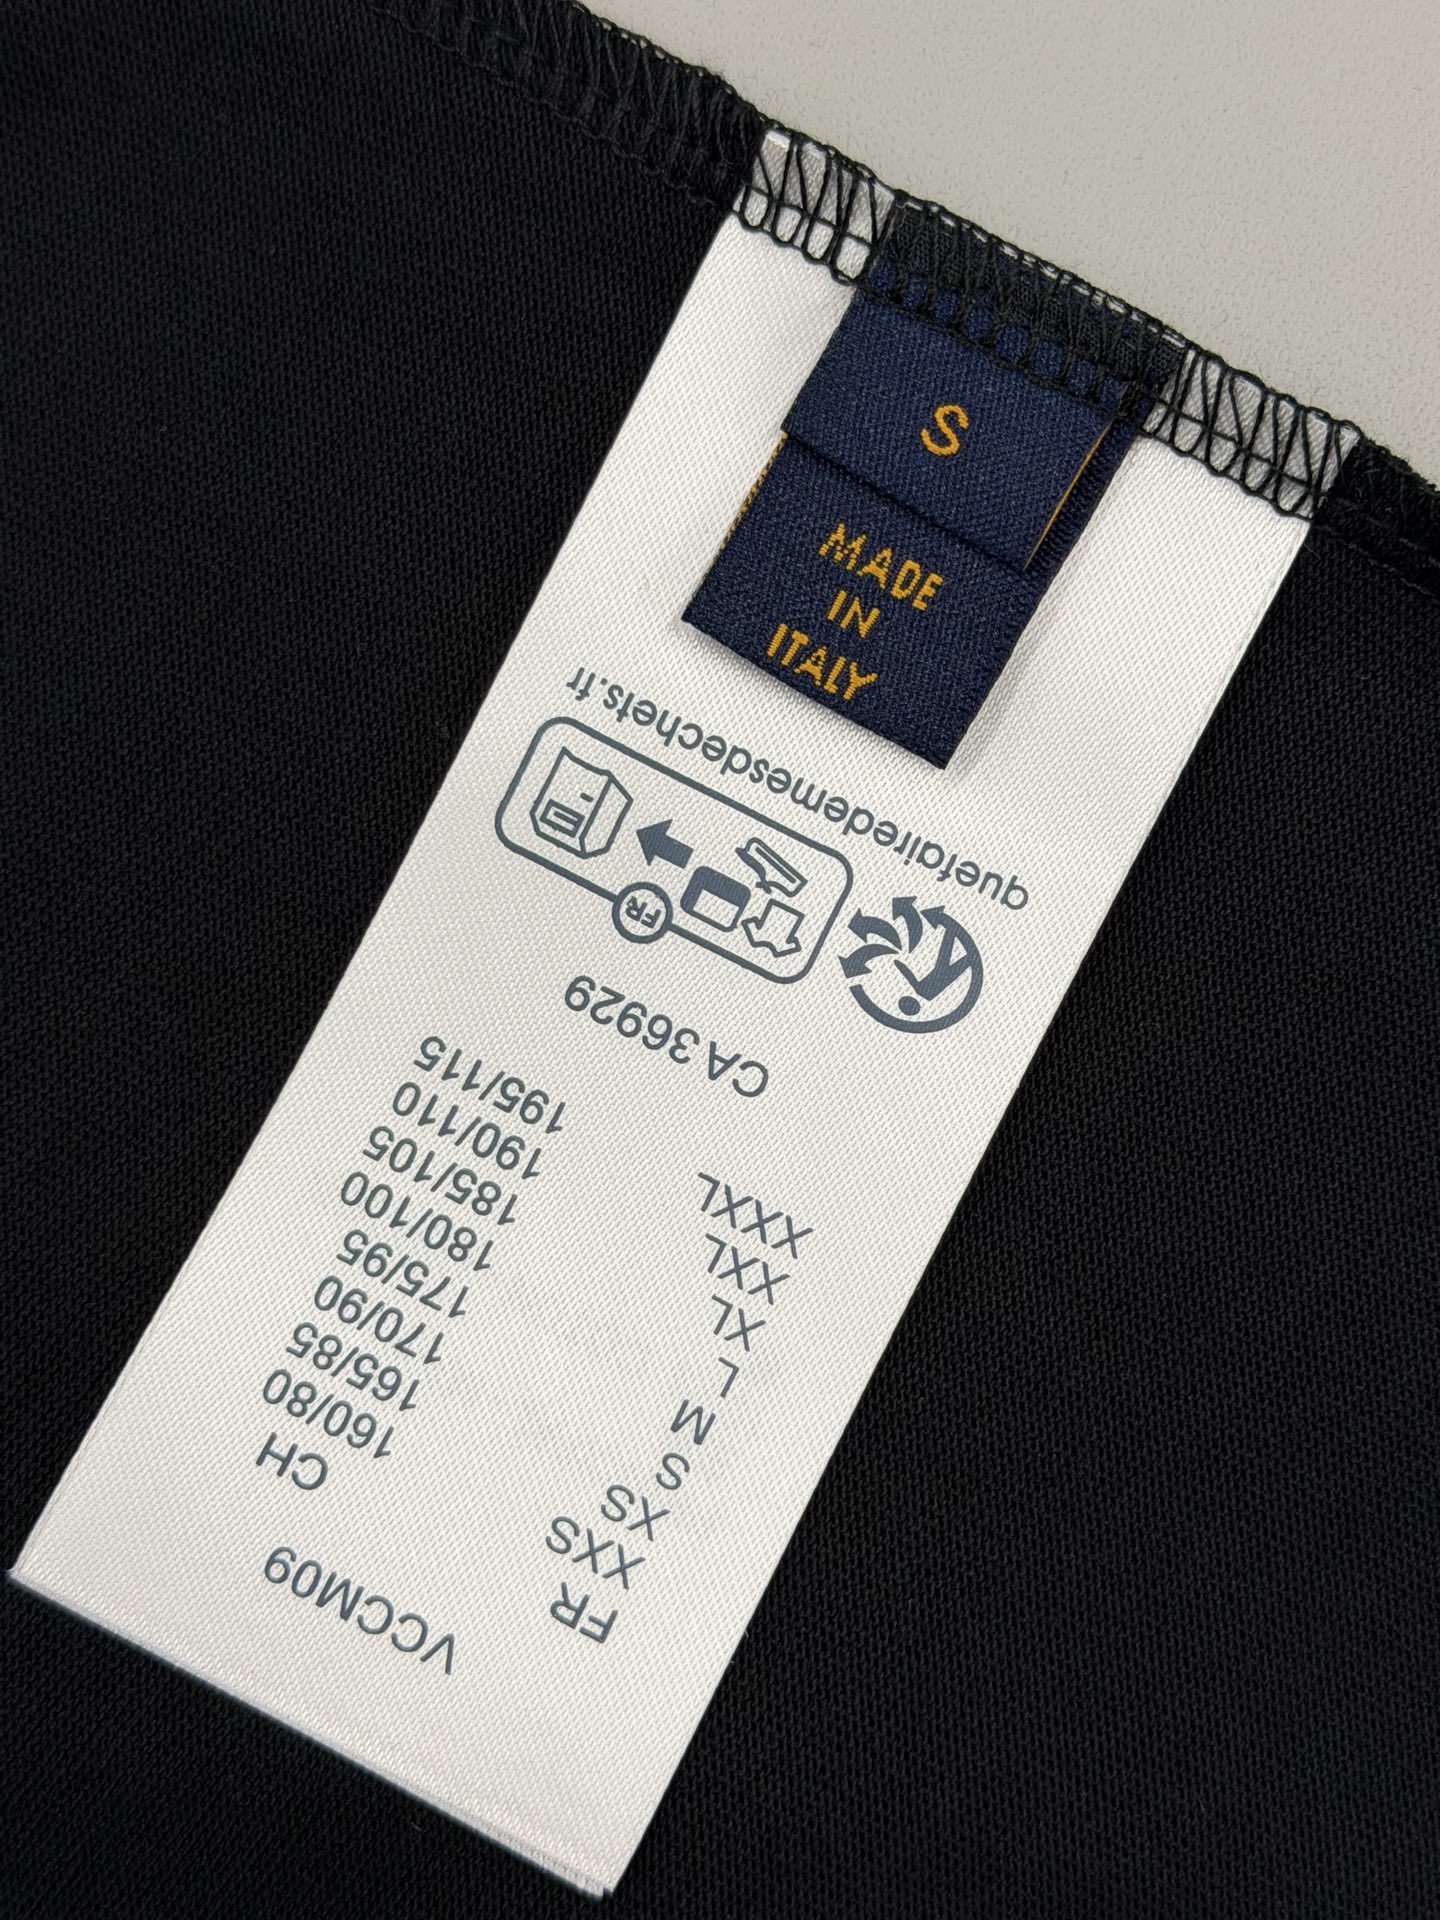 S
MADE
IN
ITALY
VCCM09
FR CH
XXS 160/80
XS 165/85
S 170/90
M 175/95
L 180/100
XL 185/105
XXL 190/110
XXXL 195/115
CA 36929
FR
quefairedemesdechets.fr